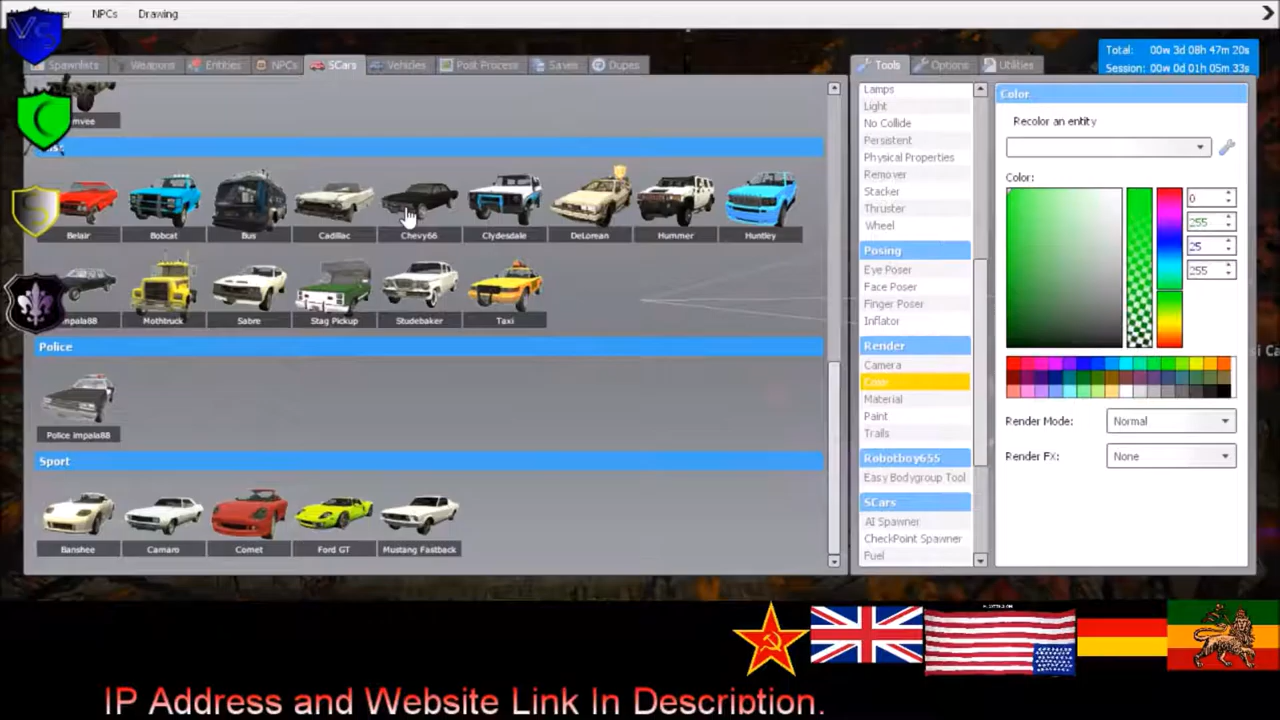 NPCs Drawing
Total: 00w 3d 08h 47m 20s
Session: 00w 0d 01h 05m 33s
Spawnlists Weapons Entities NPCs SCars Vehicles Post Process Saves Dupes
Tools Options Utilities
Lamps
Light
No Collide
Persistent
Physical Properties
Remover
Stacker
Thruster
Wheel
Posing
Eye Poser
Face Poser
Finger Poser
Inflator
Render
Camera
Color
Material
Paint
Trails
Robotboy655
Easy Bodygroup Tool
SCars
AI Spawner
CheckPoint Spawner
Fuel
Color
Recolor an entity
Color:
0
255
25
255
Render Mode: Normal
Render FX: None
Belair Bobcat Bus Cadillac Chevy66 Clydesdale DeLorean Hummer Huntley
Mothtruck Sabre Stag Pickup Studebaker Taxi
Police
Police impala88
Sport
Banshee Camaro Comet Ford GT Mustang Fastback
IP Address and Website Link In Description.